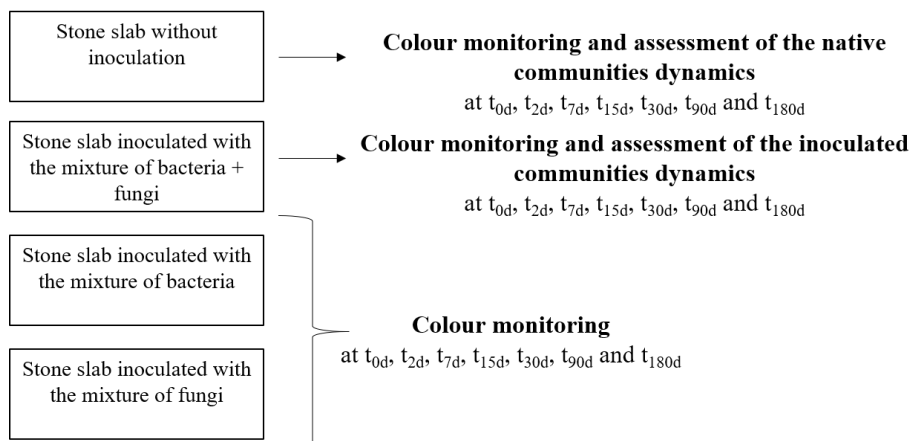 Stone slab without
inoculation
Colour monitoring and assessment of the native
communities dynamics
at t0d, t2d, t7d, t15d, t30d, t90d and t180d
Stone slab inoculated with
the mixture of bacteria +
fungi
Colour monitoring and assessment of the inoculated
communities dynamics
at t0d, t2d, t7d, t15d, t30d, t90d and t180d
Stone slab inoculated with
the mixture of bacteria
Colour monitoring
at t0d, t2d, t7d, t15d, t30d, t90d and t180d
Stone slab inoculated with
the mixture of fungi